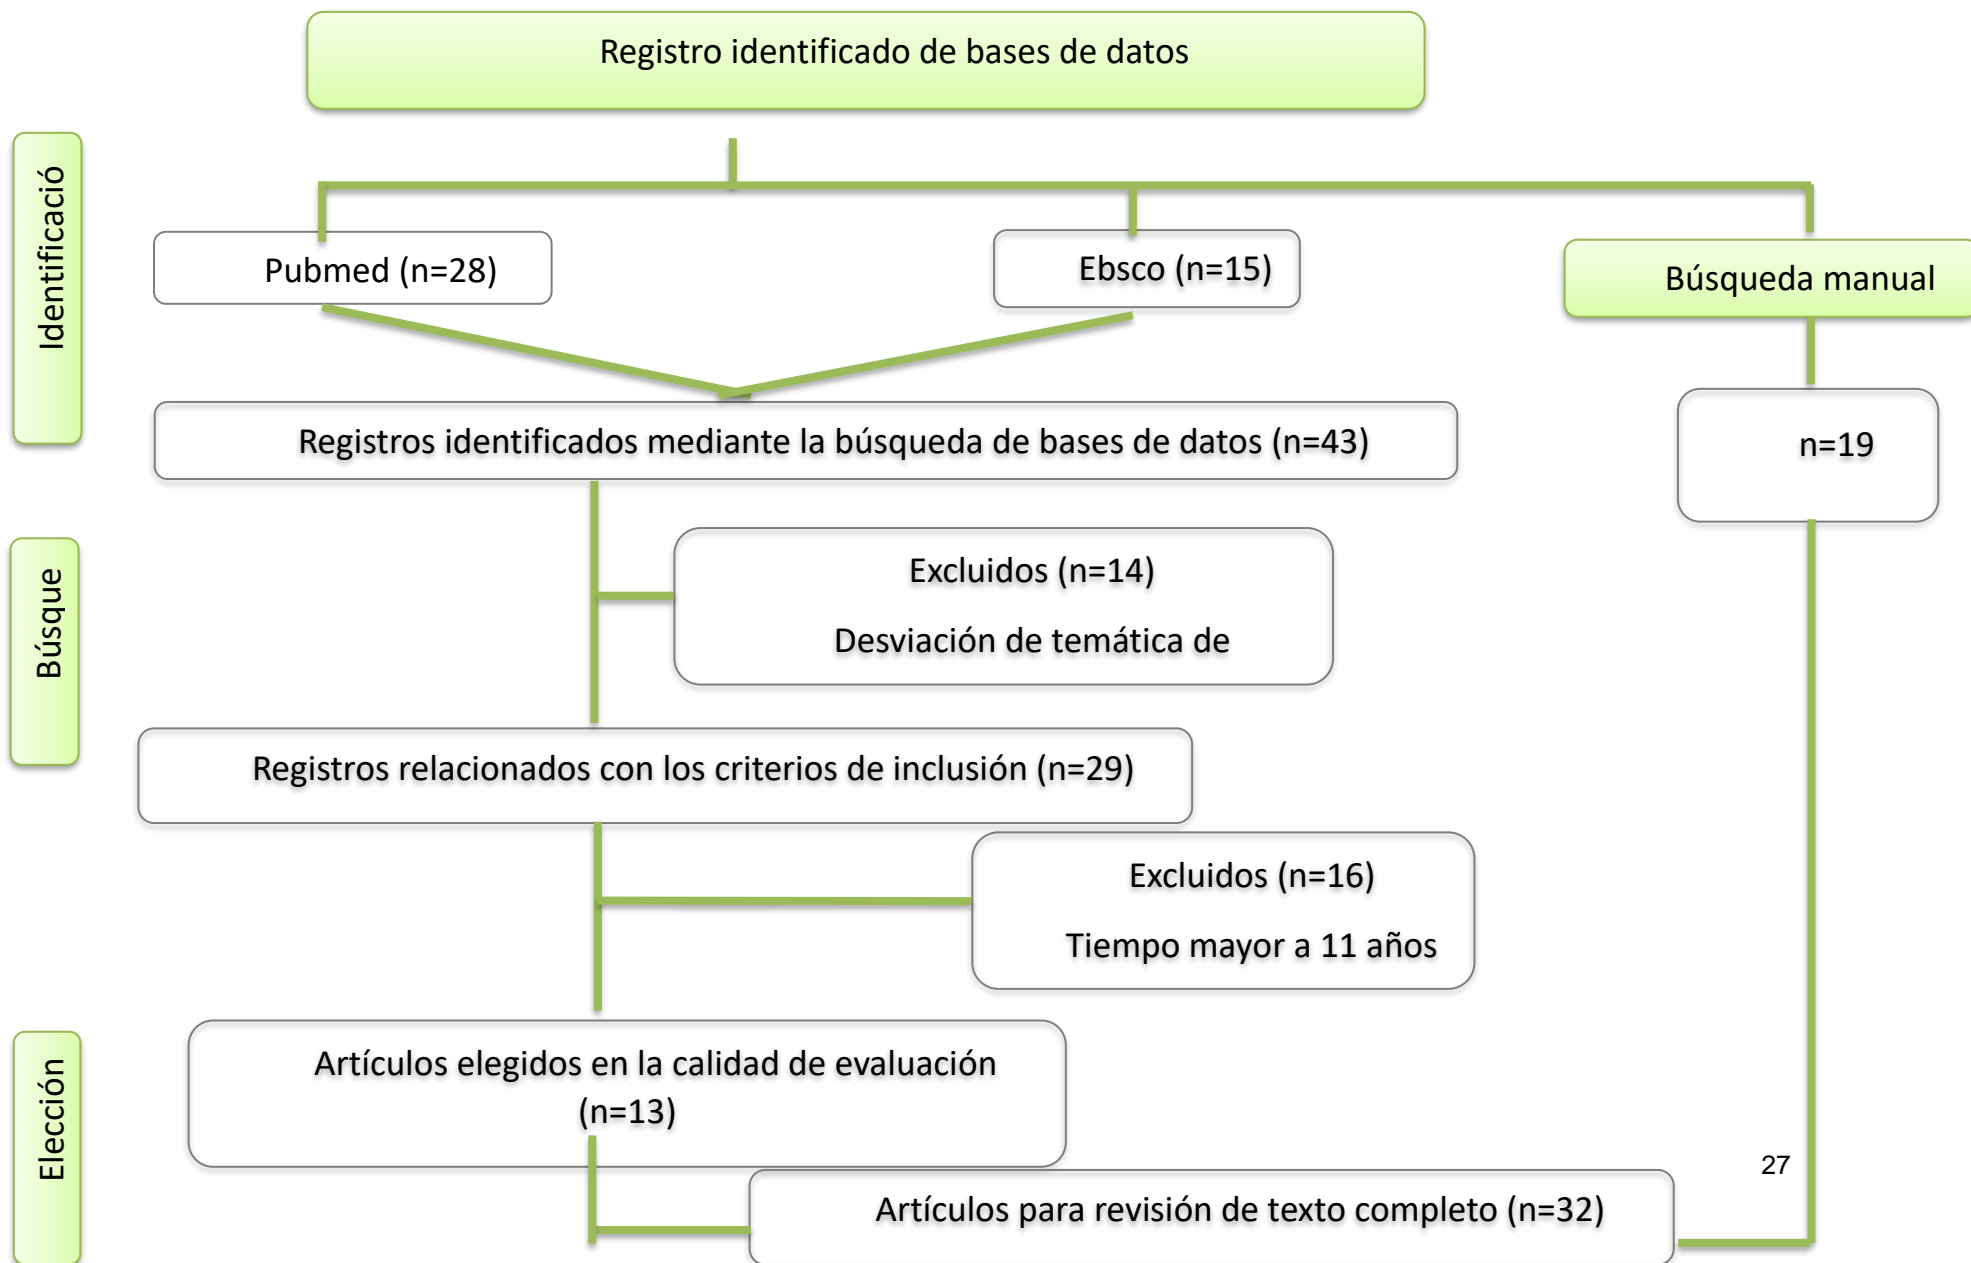 Registro identificado de bases de datos
Identificació
Pubmed (n=28)
Ebsco (n=15)
Búsqueda manual
Registros identificados mediante la búsqueda de bases de datos (n=43)
n=19
Búsque
Excluidos (n=14)
Desviación de temática de
Registros relacionados con los criterios de inclusión (n=29)
Excluidos (n=16)
Tiempo mayor a 11 años
Elección
Artículos elegidos en la calidad de evaluación
(n=13)
27
Artículos para revisión de texto completo (n=32)